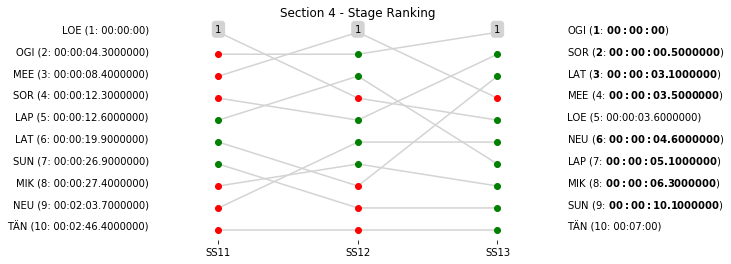 Section 4 - Stage Ranking
LOE (1: 00:00:00) 1 1 1 OGI (1: 00 : 00 : 00)
OGI (2: 00:00:04.3000000) SOR (2: 00 : 00 : 00.5000000)
MEE (3: 00:00:08.4000000) LAT (3: 00 : 00 : 03.1000000)
SOR (4: 00:00:12.3000000) MEE (4: 00 : 00 : 03.5000000)
LAP (5: 00:00:12.6000000) LOE (5: 00:00:03.6000000)
LAT (6: 00:00:19.9000000) NEU (6: 00 : 00 : 04.6000000)
SUN (7: 00:00:26.9000000) LAP (7: 00 : 00 : 05.1000000)
MIK (8: 00:00:27.4000000) MIK (8: 00 : 00 : 06.3000000)
NEU (9: 00:02:03.7000000) SUN (9: 00 : 00 : 10.1000000)
TÄN (10: 00:02:46.4000000) TÄN (10: 00:07:00)
SS11 SS12 SS13